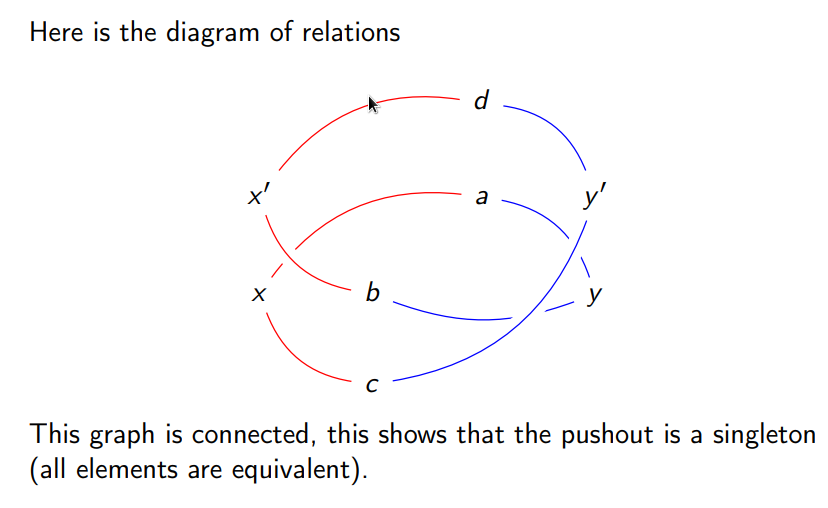 Here is the diagram of relations
d
x′ a y′
x b y
c
This graph is connected, this shows that the pushout is a singleton
(all elements are equivalent).